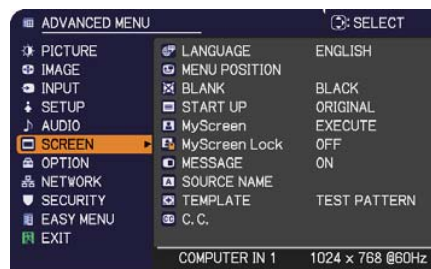 ADVANCED MENU
: SELECT
PICTURE
IMAGE
INPUT
SETUP
AUDIO
SCREEN
OPTION
NETWORK
SECURITY
EASY MENU
EXIT
LANGUAGE ENGLISH
MENU POSITION
BLANK BLACK
START UP ORIGINAL
MyScreen EXECUTE
MyScreen Lock OFF
MESSAGE ON
SOURCE NAME
TEMPLATE TEST PATTERN
C. C.
COMPUTER IN 1 1024 x 768 @60Hz